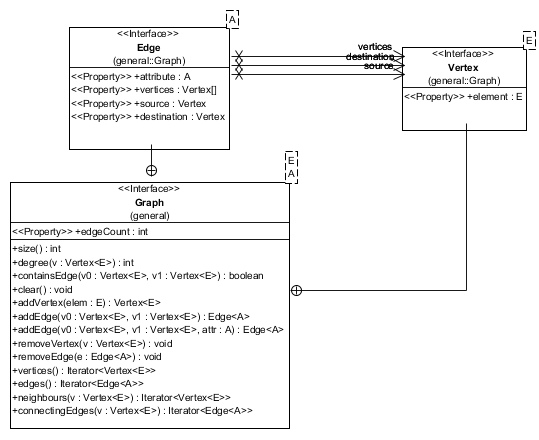 A
<<Interface>>
Edge
(general::Graph)
<<Property>> +attribute : A
<<Property>> +vertices : Vertex[]
<<Property>> +source : Vertex
<<Property>> +destination : Vertex
vertices
destination
source
E
<<Interface>>
Vertex
(general::Graph)
<<Property>> +element : E
E
A
<<Interface>>
Graph
(general)
<<Property>> +edgeCount : int
+size() : int
+degree(v : Vertex<E>) : int
+containsEdge(v0 : Vertex<E>, v1 : Vertex<E>) : boolean
+clear() : void
+addVertex(elem : E) : Vertex<E>
+addEdge(v0 : Vertex<E>, v1 : Vertex<E>) : Edge<A>
+addEdge(v0 : Vertex<E>, v1 : Vertex<E>, attr : A) : Edge<A>
+removeVertex(v : Vertex<E>) : void
+removeEdge(e : Edge<A>) : void
+vertices() : Iterator<Vertex<E>>
+edges() : Iterator<Edge<A>>
+neighbours(v : Vertex<E>) : Iterator<Vertex<E>>
+connectingEdges(v : Vertex<E>) : Iterator<Edge<A>>